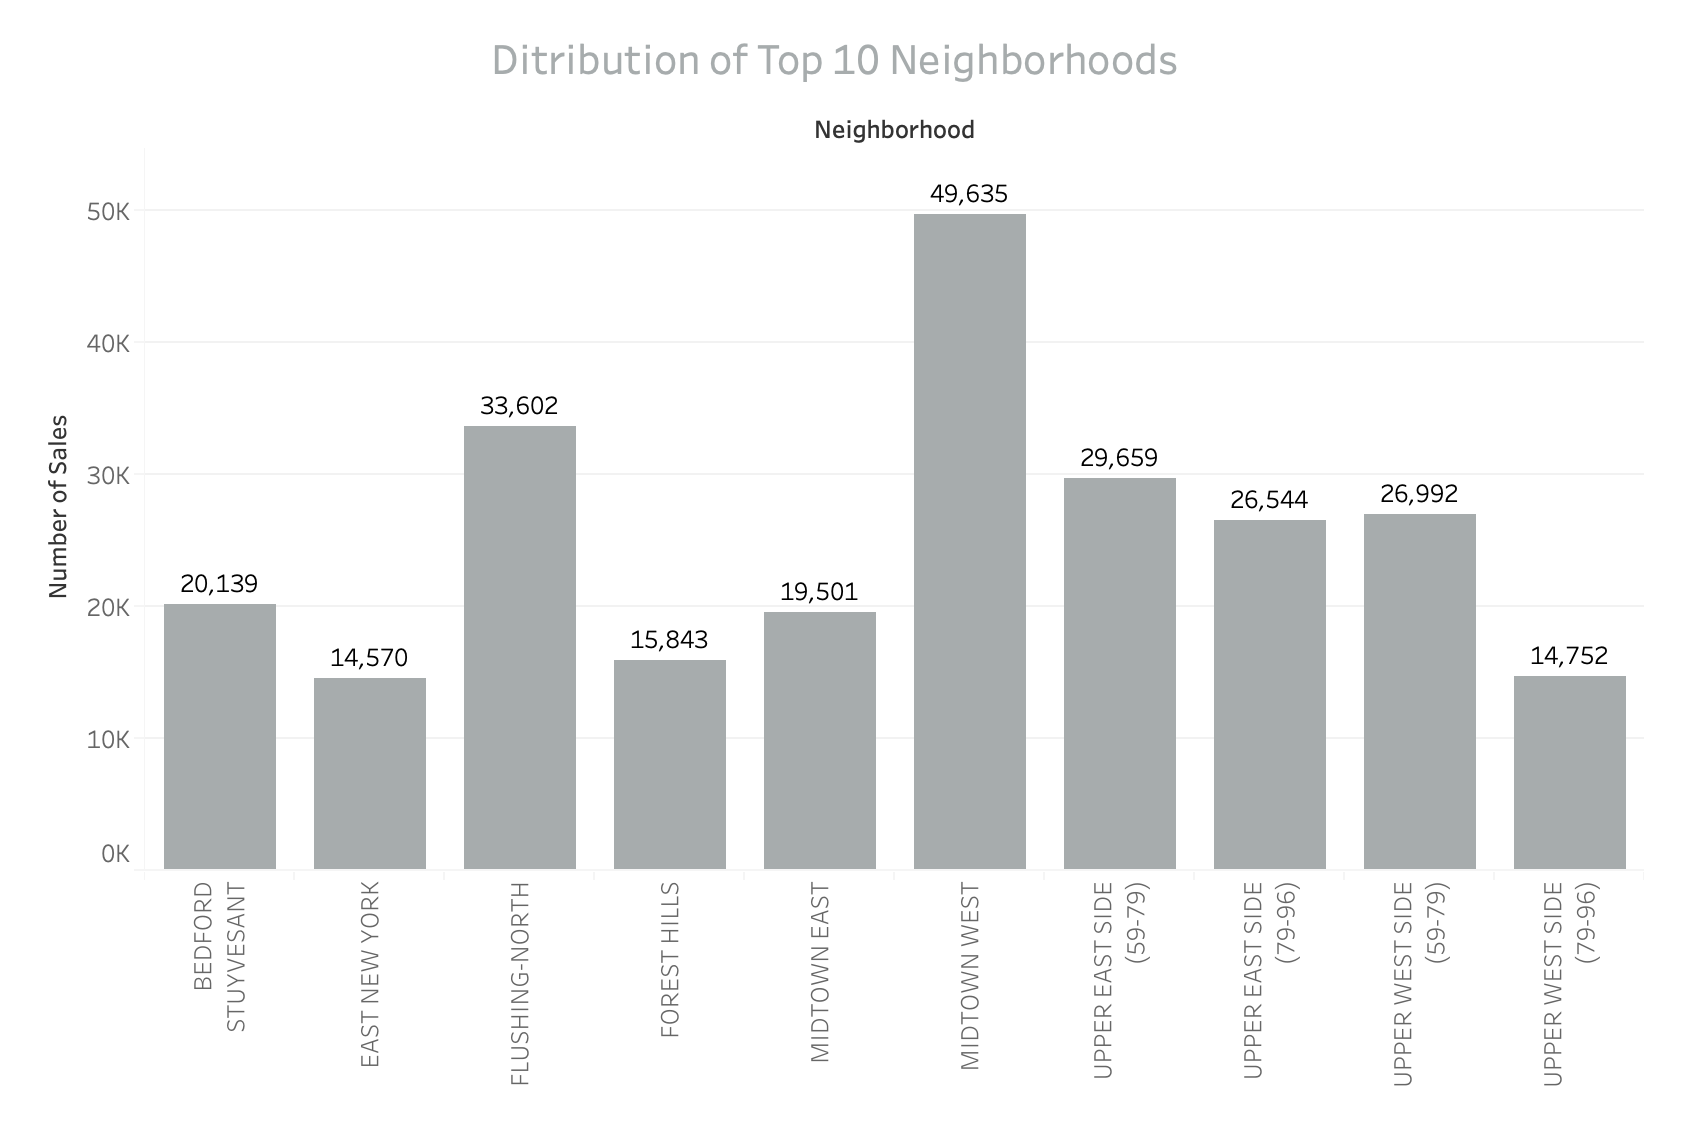 Ditribution of Top 10 Neighborhoods
Neighborhood
Number of Sales
50K
40K
30K
20K
10K
0K
20,139
14,570
33,602
15,843
19,501
49,635
29,659
26,544
26,992
14,752
BEDFORD
STUYVESANT
EAST NEW YORK
FLUSHING-NORTH
FOREST HILLS
MIDTOWN EAST
MIDTOWN WEST
UPPER EAST SIDE
(59-79)
UPPER EAST SIDE
(79-96)
UPPER WEST SIDE
(59-79)
UPPER WEST SIDE
(79-96)